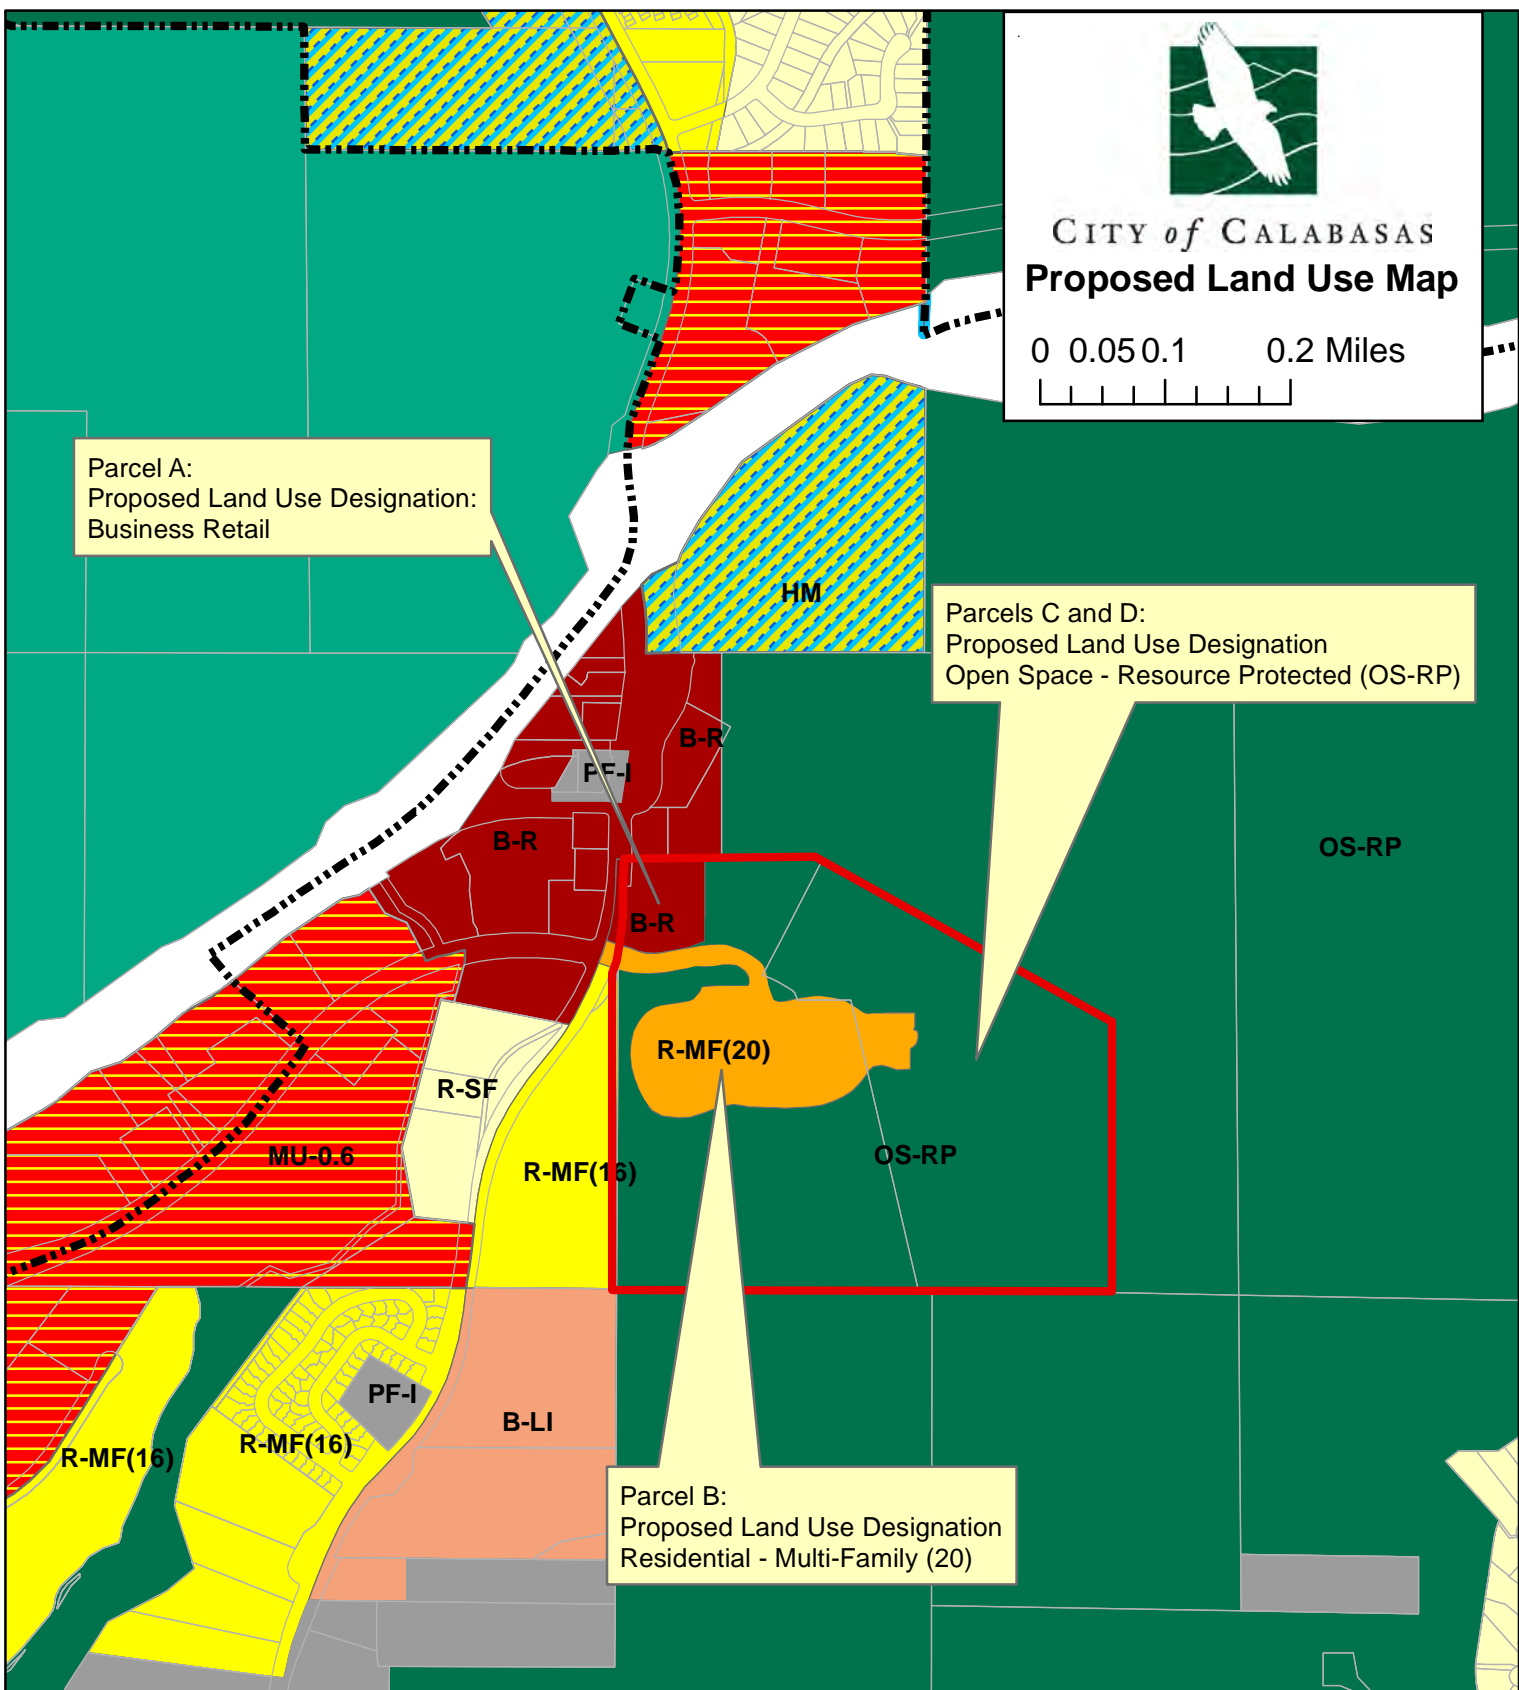 CITY of CALABASAS
Proposed Land Use Map
0 0.05 0.1 0.2 Miles
Parcel A:
Proposed Land Use Designation:
Business Retail
HM
Parcels C and D:
Proposed Land Use Designation
Open Space - Resource Protected (OS-RP)
B-R
PF-I
B-R
OS-RP
B-R
R-MF(20)
R-SF
MU-0.6
R-MF(16)
OS-RP
PF-I
B-LI
R-MF(16)
R-MF(16)
Parcel B:
Proposed Land Use Designation
Residential - Multi-Family (20)